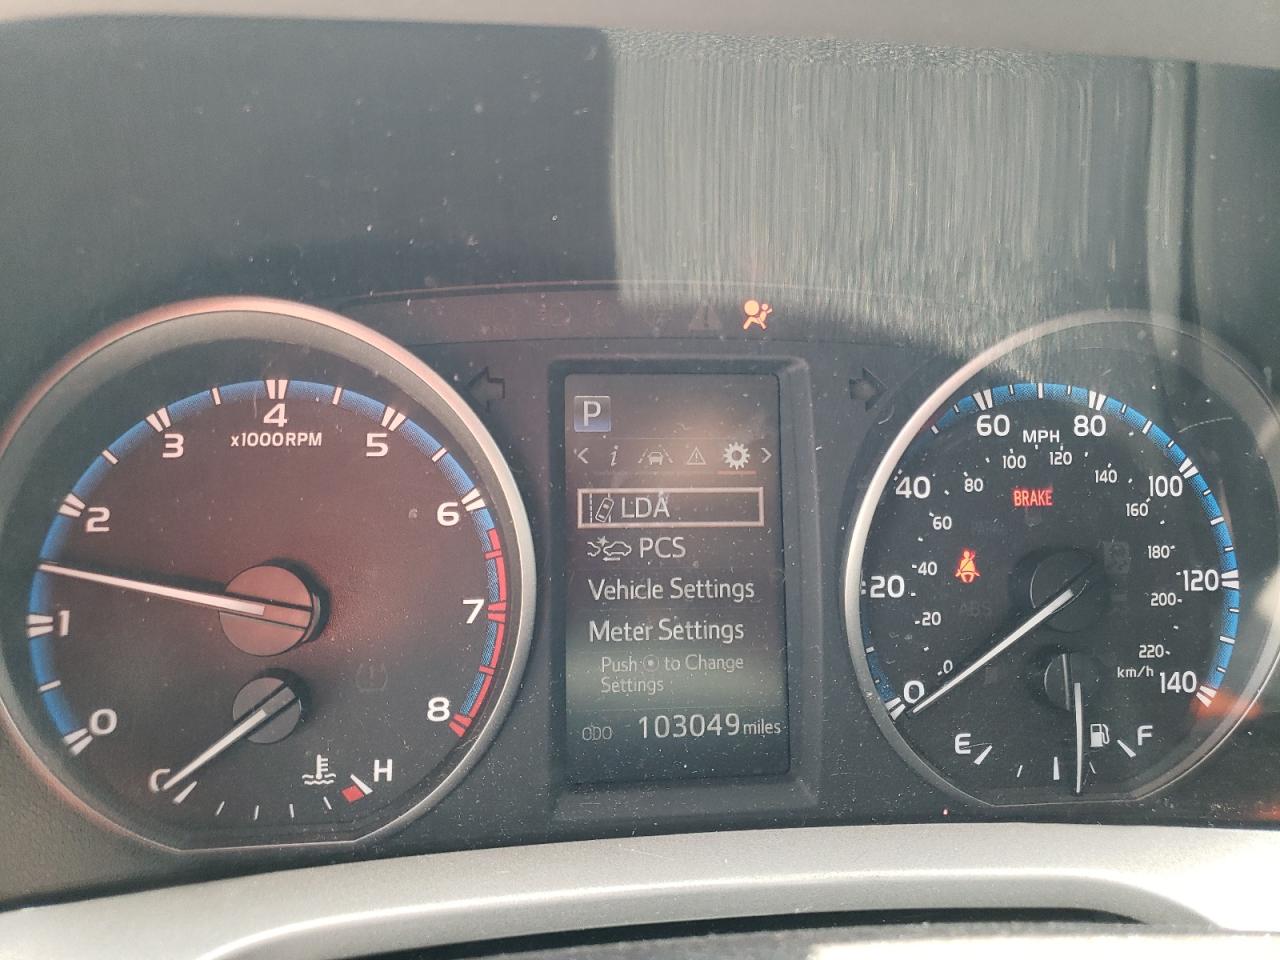 0
1
2
3
4
5
6
7
8
x1000RPM
C
H
P
i
LDA
PCS
Vehicle Settings
Meter Settings
Push to Change
Settings
ODO 103049 miles
0
20
40
60
80
100
120
140
MPH
0
20
40
60
80
100
120
140
160
180
200
220
km/h
BRAKE
ABS
E
F